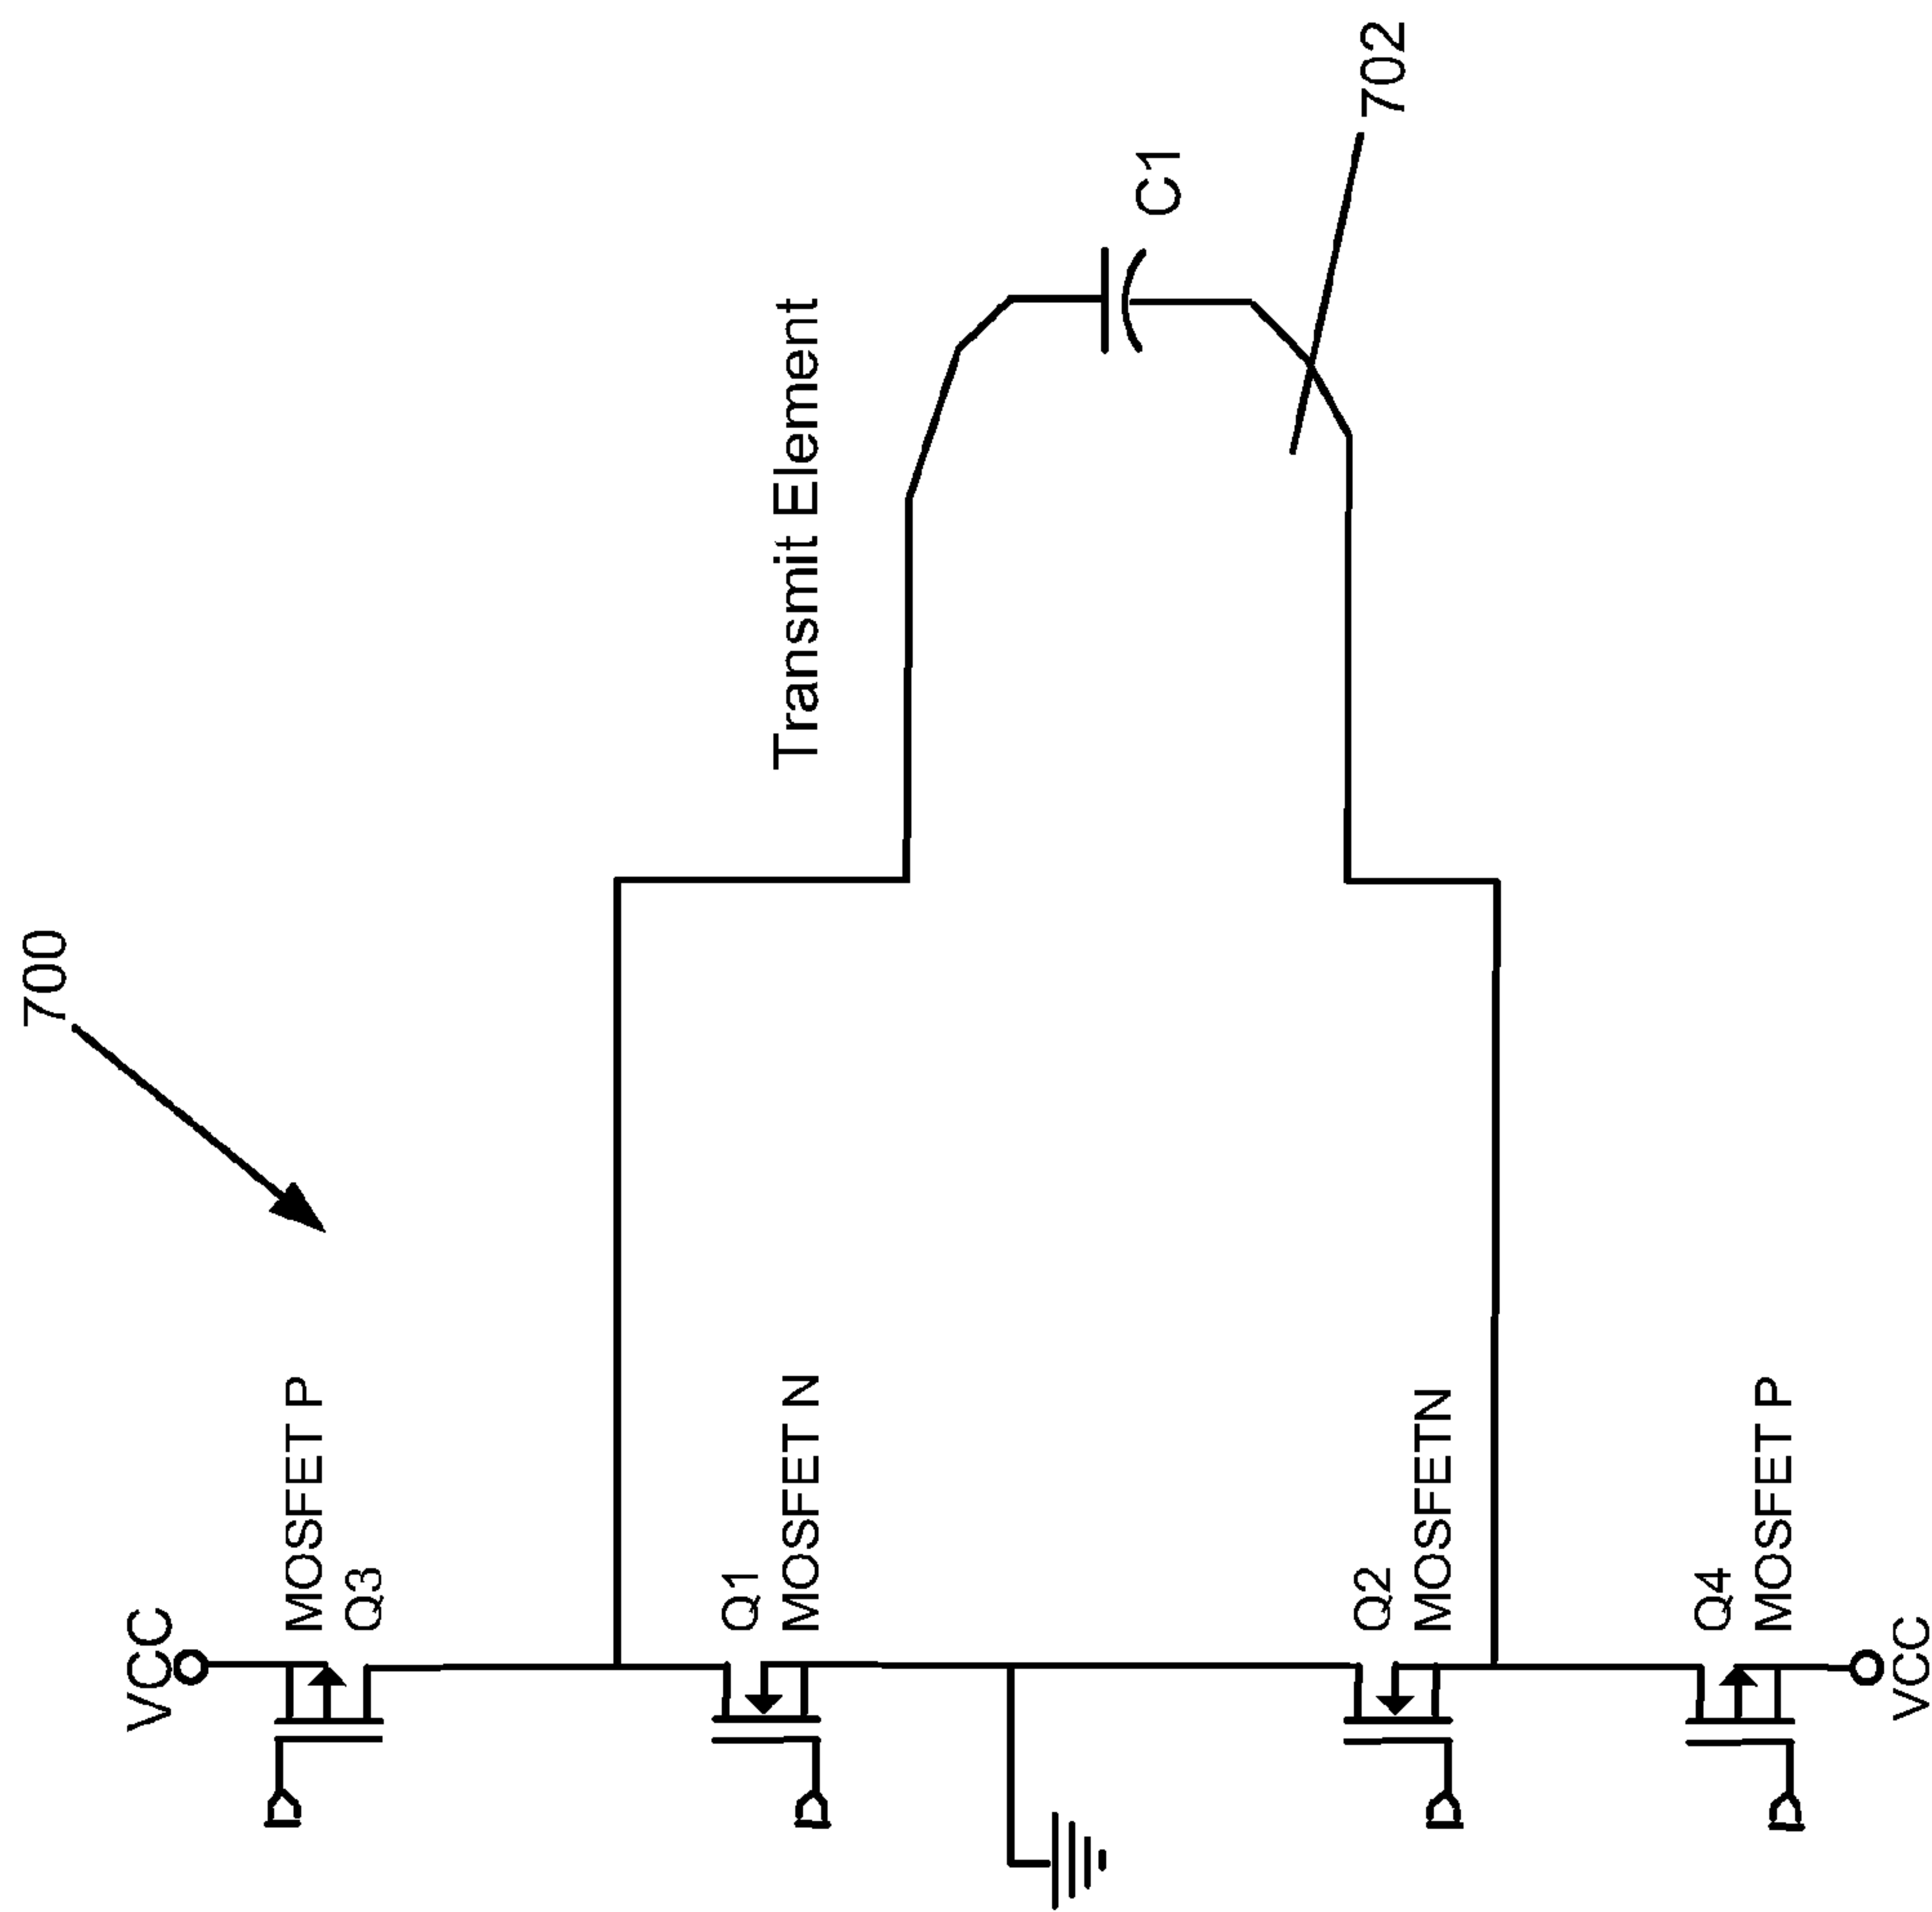 700
702
C1
Transmit Element
VCC
MOSFET P
Q3
Q1
MOSFET N
Q2
MOSFETN
Q4
MOSFET P
VCC